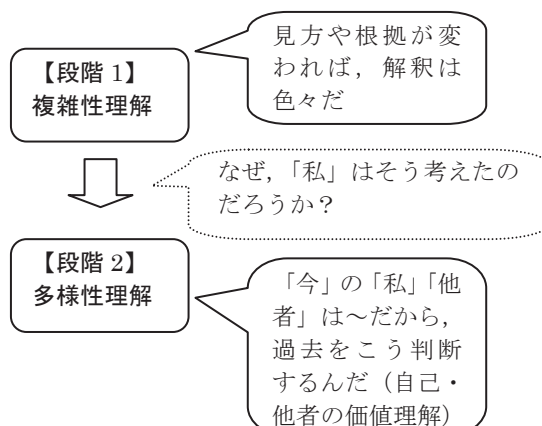 【段階 1】
複雑性理解
見方や根拠が変
われば，解釈は
色々だ
なぜ，「私」はそう考えたの
だろうか？
【段階 2】
多様性理解
「今」の「私」「他
者」は～だから，
過去をこう判断
するんだ（自己・
他者の価値理解）